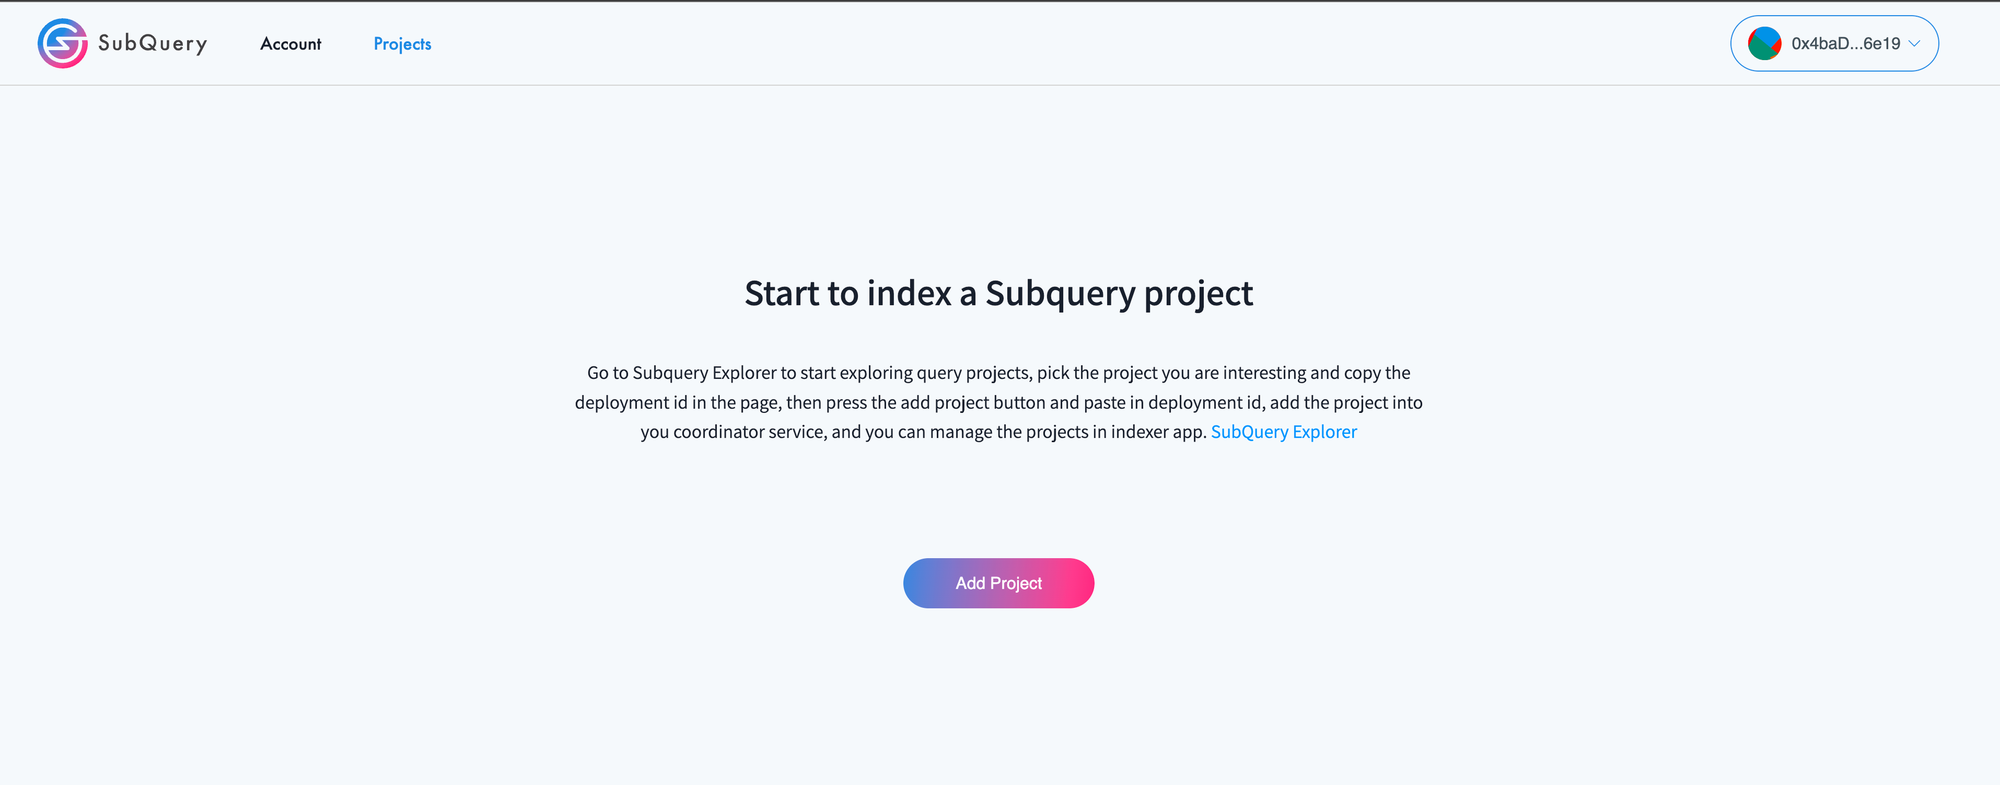 SubQuery
Account
Projects
0x4baD...6e19
Start to index a Subquery project
Go to Subquery Explorer to start exploring query projects, pick the project you are interesting and copy the
deployment id in the page, then press the add project button and paste in deployment id, add the project into
you coordinator service, and you can manage the projects in indexer app. SubQuery Explorer
Add Project